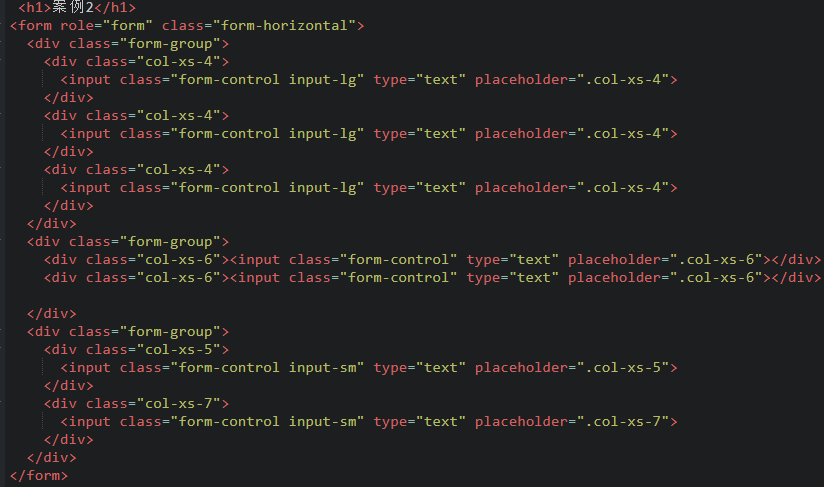 <h1>案例2</h1>
<form role="form" class="form-horizontal">
<div class="form-group">
<div class="col-xs-4">
<input class="form-control input-lg" type="text" placeholder=".col-xs-4">
</div>
<div class="col-xs-4">
<input class="form-control input-lg" type="text" placeholder=".col-xs-4">
</div>
<div class="col-xs-4">
<input class="form-control input-lg" type="text" placeholder=".col-xs-4">
</div>
</div>
<div class="form-group">
<div class="col-xs-6"><input class="form-control" type="text" placeholder=".col-xs-6"></div>
<div class="col-xs-6"><input class="form-control" type="text" placeholder=".col-xs-6"></div>
</div>
<div class="form-group">
<div class="col-xs-5">
<input class="form-control input-sm" type="text" placeholder=".col-xs-5">
</div>
<div class="col-xs-7">
<input class="form-control input-sm" type="text" placeholder=".col-xs-7">
</div>
</div>
</form>